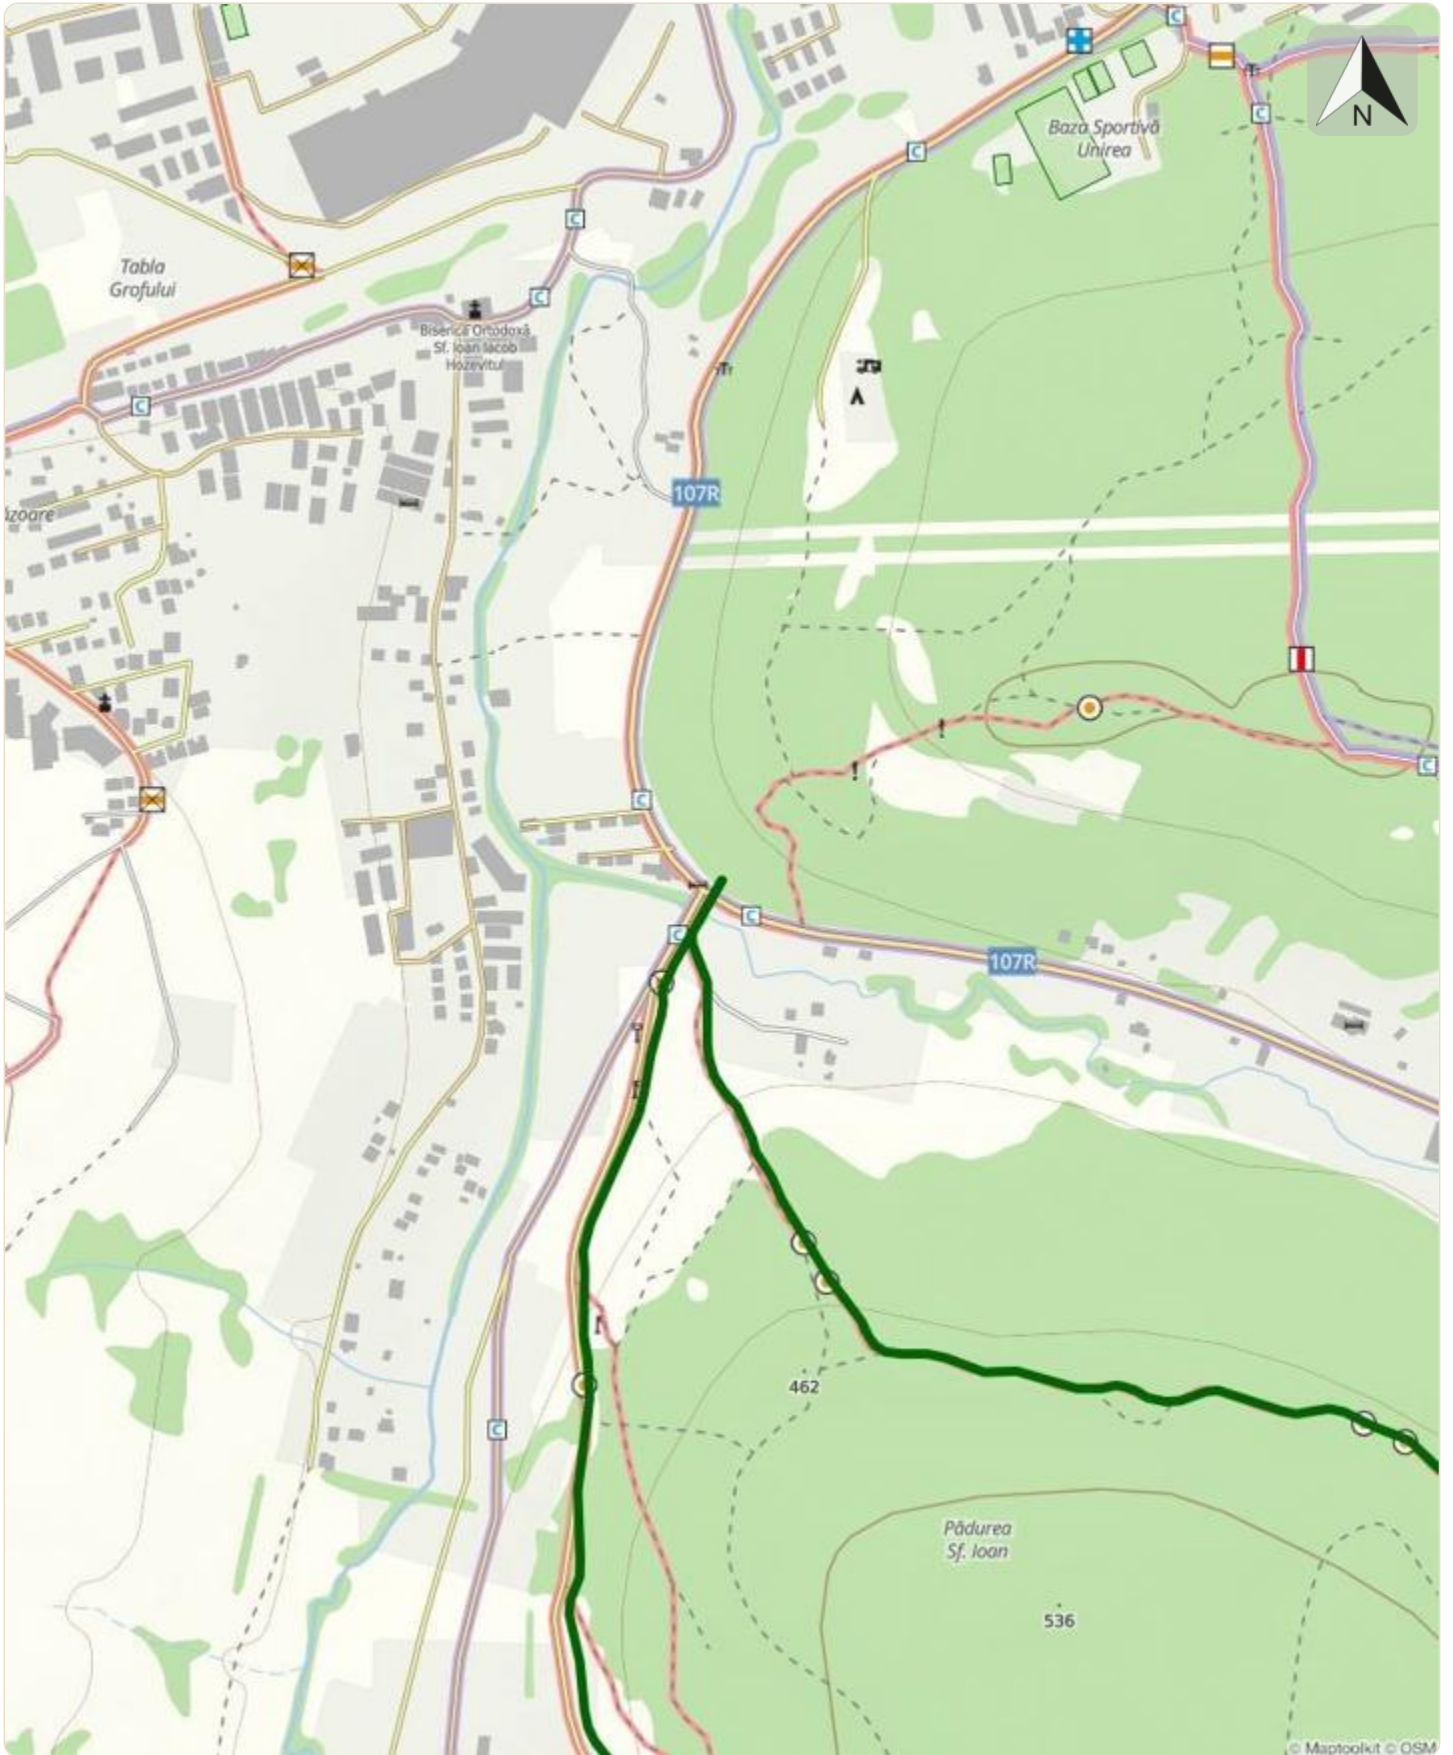 C
N
Baza Sportivă
Unirea
C
C
C
Tabla
Grofului
C
Biserica Ortodoxă
Sf. Ioan Iacob
Hozevitul
C
107R
C
C
C
107R
C
462
C
Pădurea
Sf. Ioan
536
© Maptoolkit © OSM